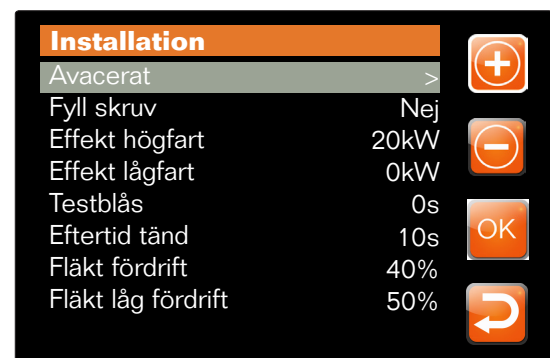 Installation
Avacerat >
Fyll skruv Nej
Effekt högfart 20kW
Effekt lågfart 0kW
Testblås 0s
Eftertid tänd 10s
Fläkt fördrift 40%
Fläkt låg fördrift 50%
OK